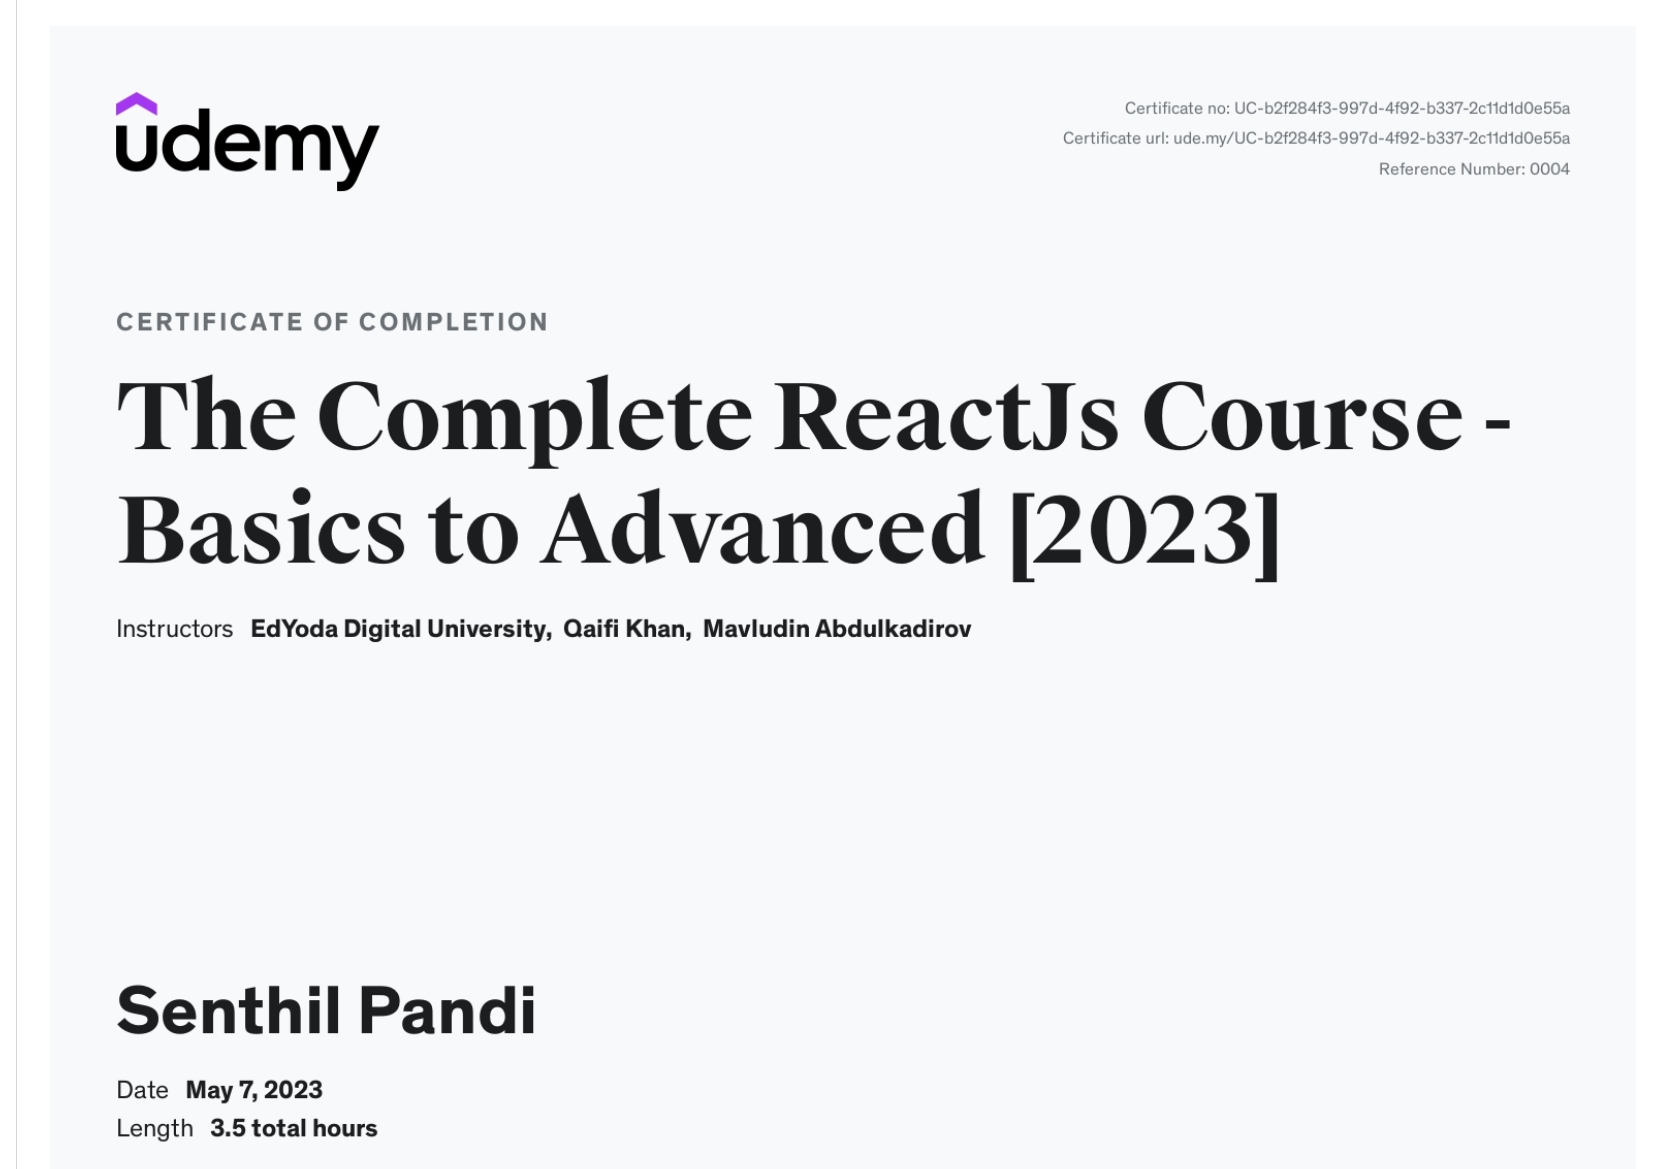 udemy
Certificate no: UC-b2f284f3-997d-4f92-b337-2c11d1d0e55a
Certificate url: ude.my/UC-b2f284f3-997d-4f92-b337-2c11d1d0e55a
Reference Number: 0004
CERTIFICATE OF COMPLETION
The Complete ReactJs Course -
Basics to Advanced [2023]
Instructors EdYoda Digital University, Qaifi Khan, Mavludin Abdulkadirov
Senthil Pandi
Date May 7, 2023
Length 3.5 total hours